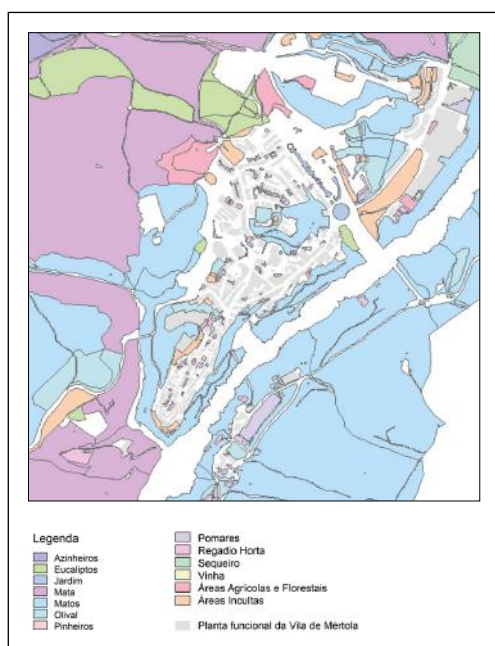 Legenda
Azinheiros
Eucaliptos
Jardim
Mata
Matos
Olival
Pinheiros
Pomares
Regadio Horta
Sequeiro
Vinha
Áreas Agrícolas e Florestais
Áreas Incultas
Planta funcional da Vila de Mértola